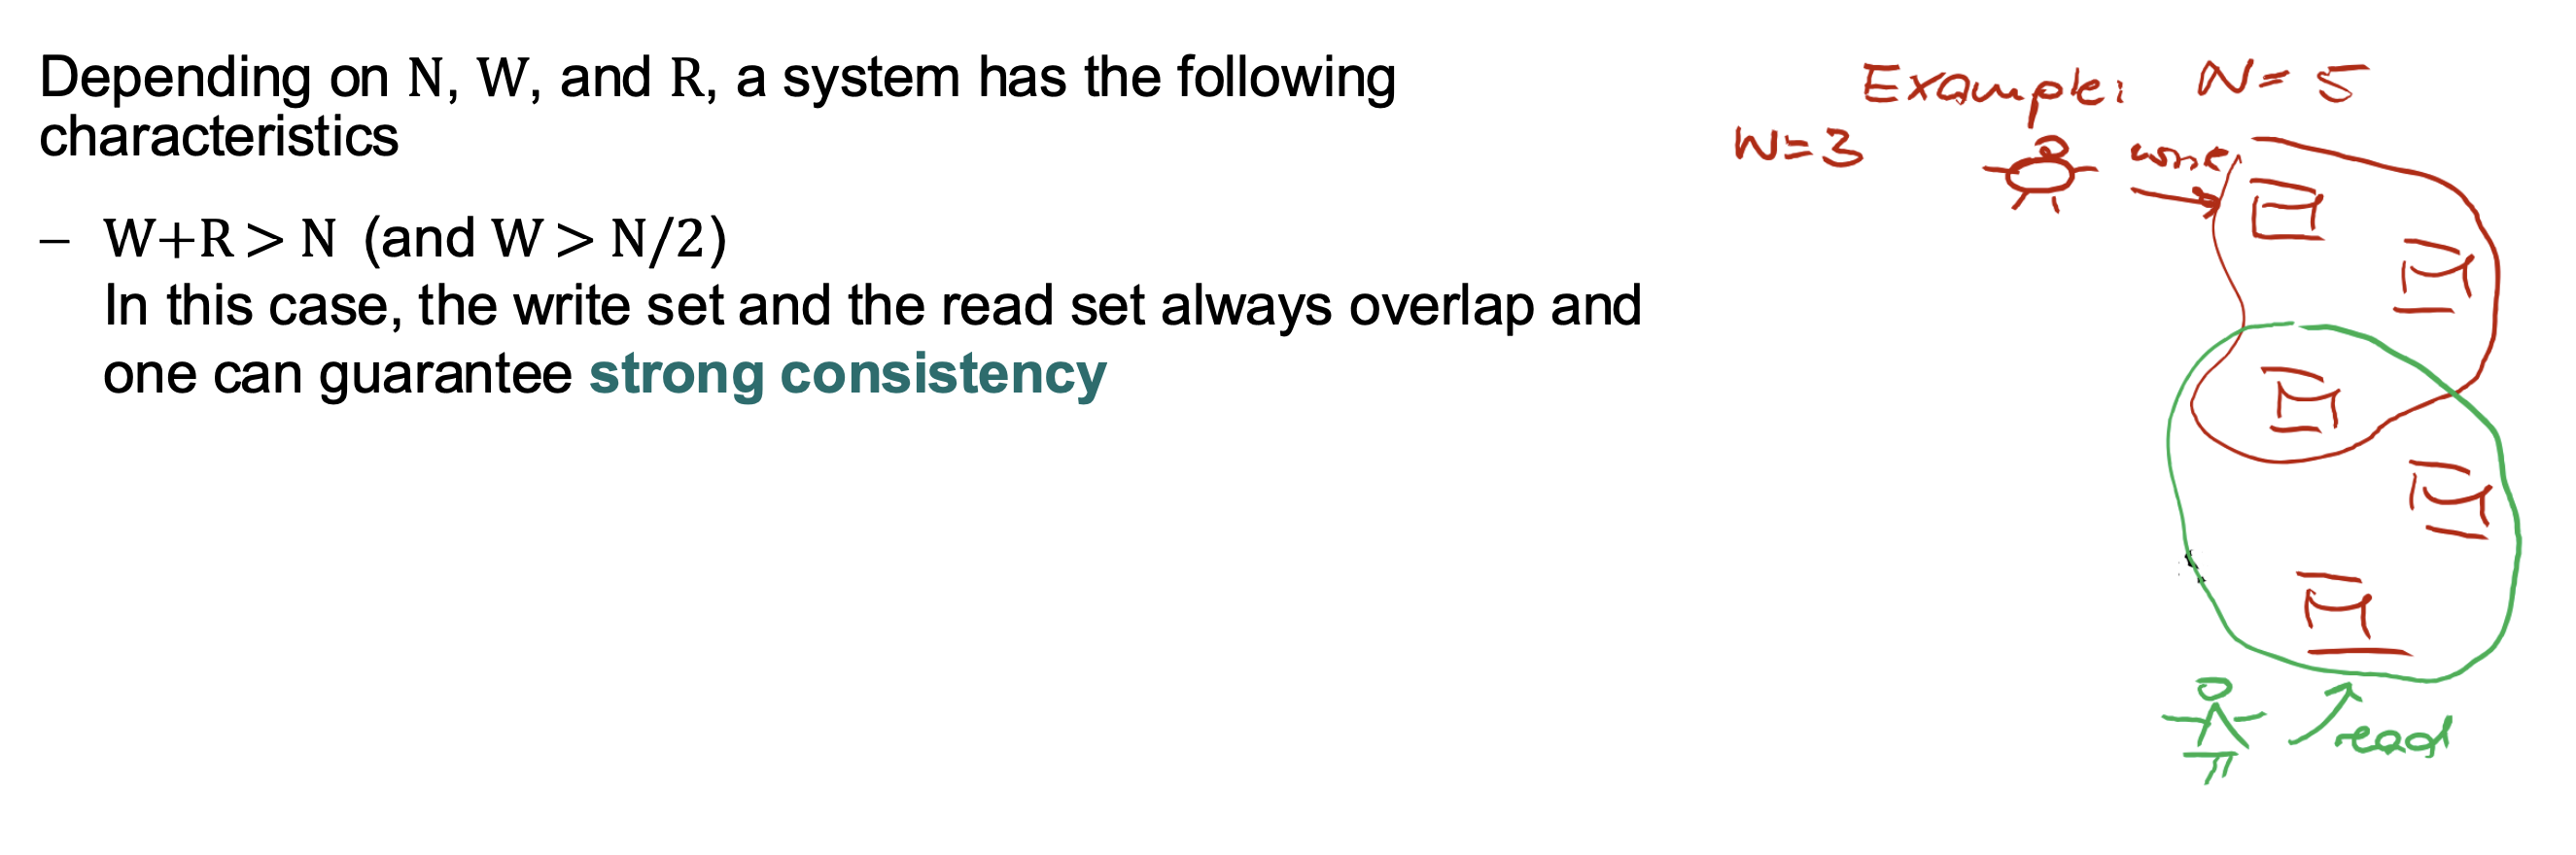 Depending on N, W, and R, a system has the following
characteristics
– W+R > N (and W > N/2)
In this case, the write set and the read set always overlap and
one can guarantee strong consistency
Example: N = 5
W=3
write
read